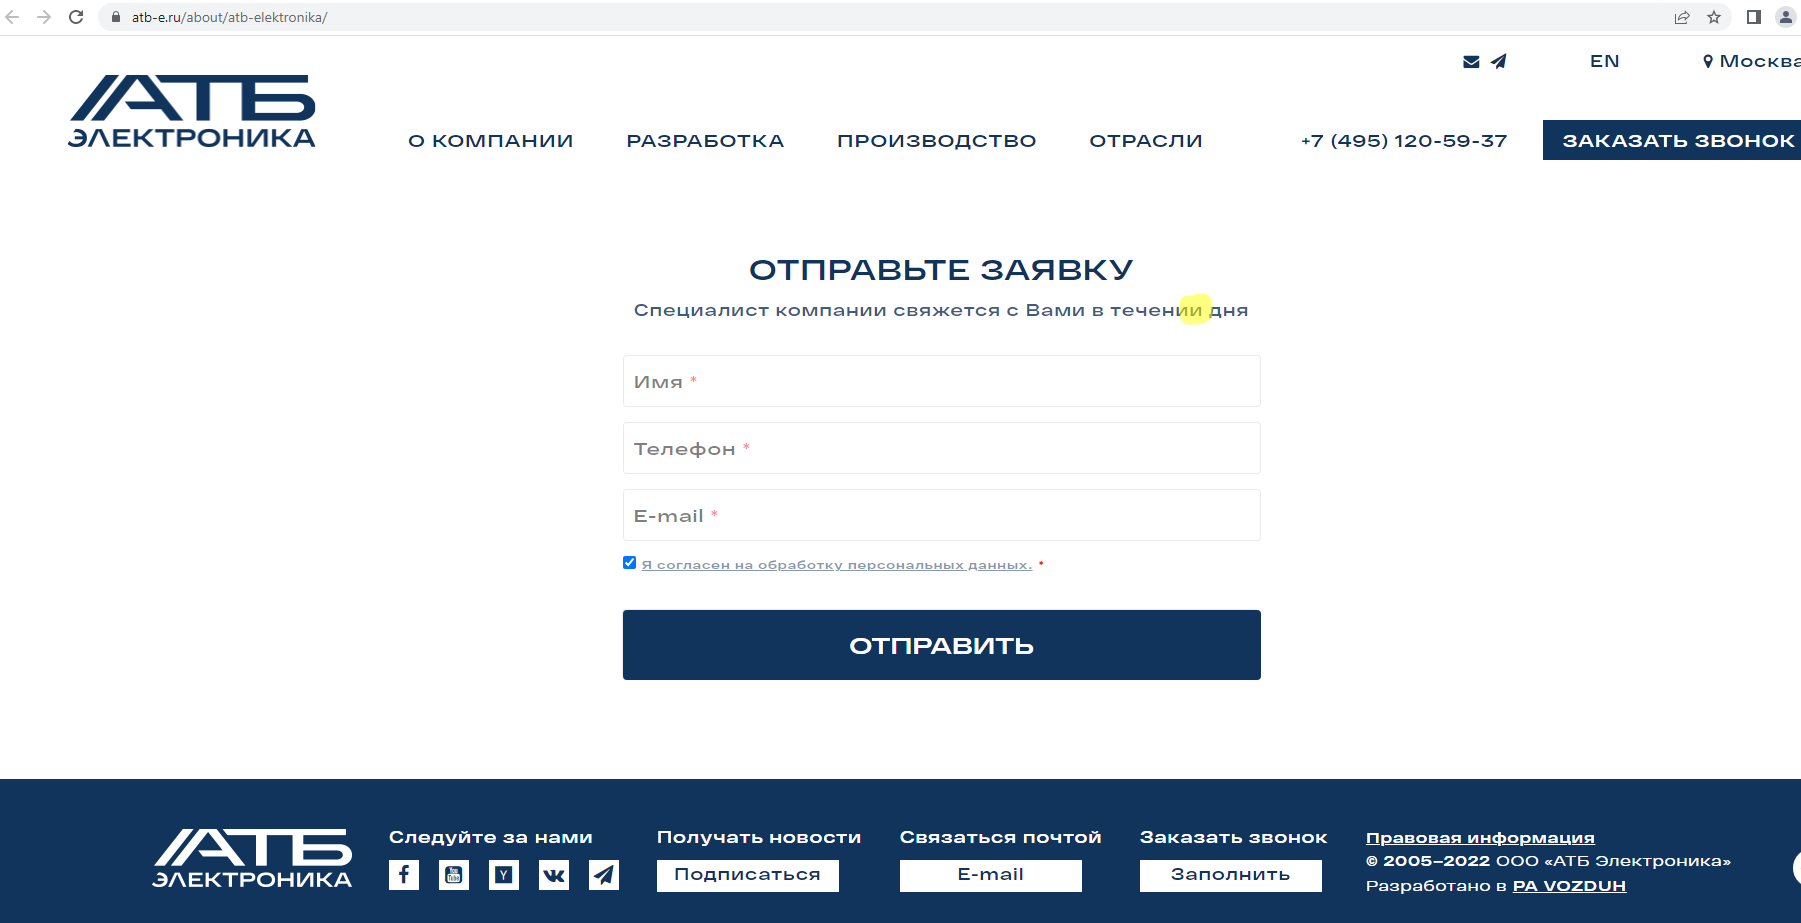 atb-e.ru/about/atb-elektronika/
EN
Москва
АТБ
ЭЛЕКТРОНИКА
О КОМПАНИИ
РАЗРАБОТКА
ПРОИЗВОДСТВО
ОТРАСЛИ
+7 (495) 120-59-37
ЗАКАЗАТЬ ЗВОНОК
ОТПРАВЬТЕ ЗАЯВКУ
Специалист компании свяжется с Вами в течении дня
Имя *
Телефон *
E-mail *
Я согласен на обработку персональных данных. *
ОТПРАВИТЬ
АТБ
ЭЛЕКТРОНИКА
Следуйте за нами
You Tube
Получать новости
Подписаться
Связаться почтой
E-mail
Заказать звонок
Заполнить
Правовая информация
© 2005–2022 ООО «АТБ Электроника»
Разработано в PA VOZDUH